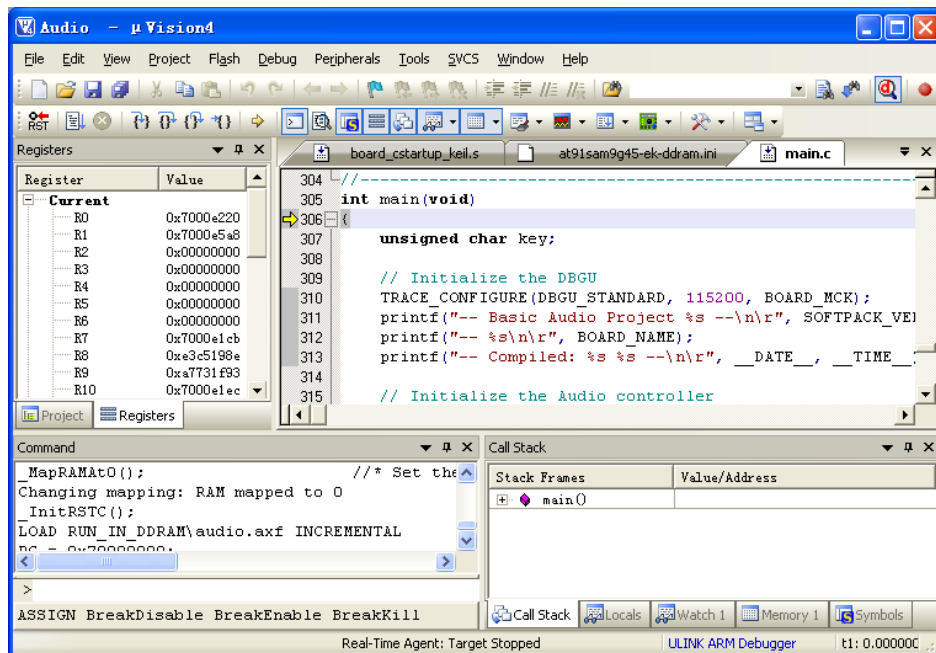 Audio - µVision4
File Edit View Project Flash Debug Peripherals Tools SVCS Window Help
RST
Registers
Register Value
Current
R0 0x7000e220
R1 0x7000e5a8
R2 0x00000000
R3 0x00000000
R4 0x00000000
R5 0x00000000
R6 0x00000000
R7 0x7000e1cb
R8 0xe3c5198e
R9 0xa7731f93
R10 0x7000e1ec
Project Registers
board_cstartup_keil.s at91sam9g45-ek-ddram.ini main.c
304 //------------------------------------------------------------
305 int main(void)
306 {
307 unsigned char key;
308
309 // Initialize the DBGU
310 TRACE_CONFIGURE(DBGU_STANDARD, 115200, BOARD_MCK);
311 printf("-- Basic Audio Project %s --\n\r", SOFTPACK_VE
312 printf("-- %s\n\r", BOARD_NAME);
313 printf("-- Compiled: %s %s --\n\r", __DATE__, __TIME__
314
315 // Initialize the Audio controller
Command
_MapRAMAt0(); //* Set the
Changing mapping: RAM mapped to 0
_InitRSTC();
LOAD RUN_IN_DDRAM\audio.axf INCREMENTAL
PC = 0x70000000;
>
ASSIGN BreakDisable BreakEnable BreakKill
Call Stack
Stack Frames Value/Address
main()
Call Stack Locals Watch 1 Memory 1 Symbols
Real-Time Agent: Target Stopped ULINK ARM Debugger t1: 0.000000